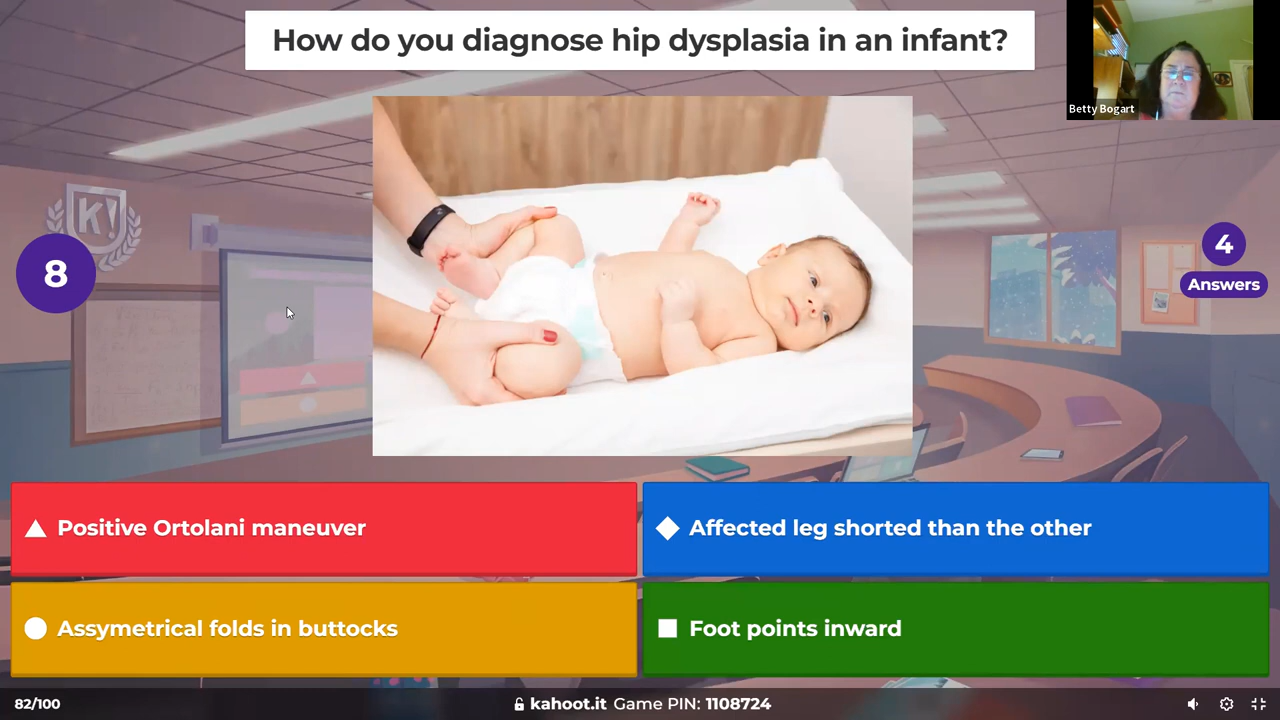 How do you diagnose hip dysplasia in an infant?
Betty Bogart
K!
8
4
Answers
Positive Ortolani maneuver
Affected leg shorted than the other
Assymetrical folds in buttocks
Foot points inward
82/100
kahoot.it Game PIN: 1108724